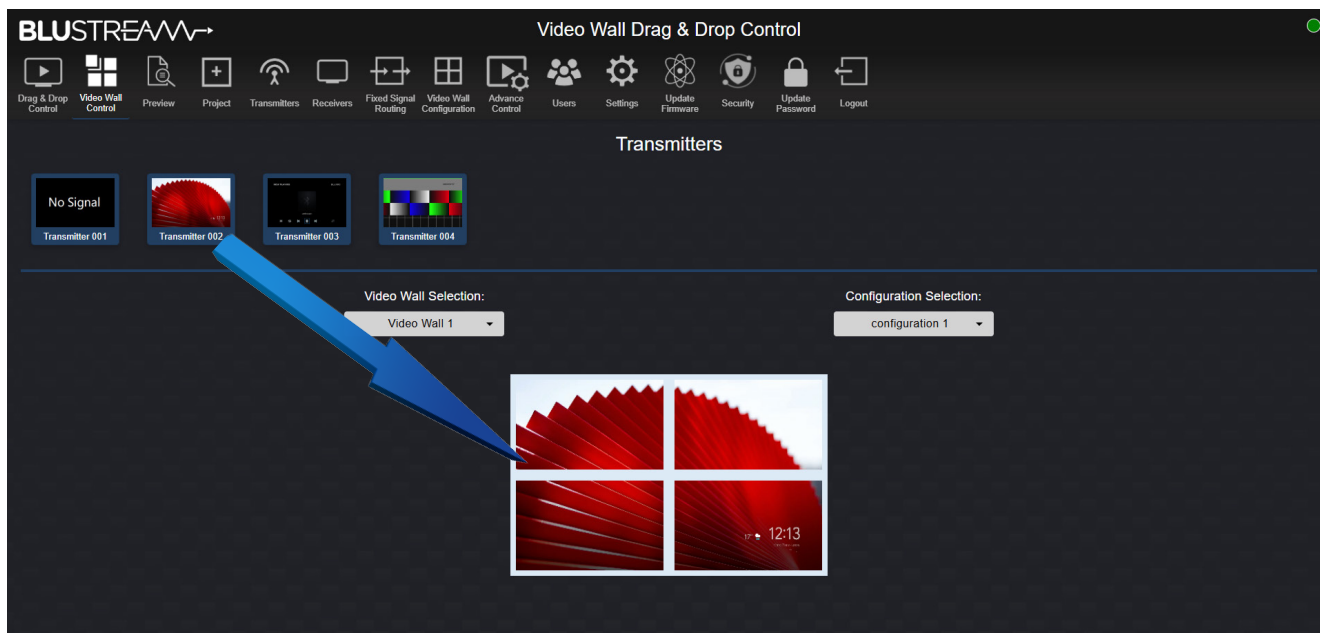 BLUSTREAM
Video Wall Drag & Drop Control
Drag & Drop
Control
Video Wall
Control
Preview
Project
Transmitters
Receivers
Fixed Signal
Routing
Video Wall
Configuration
Advance
Control
Users
Settings
Update
Firmware
Security
Update
Password
Logout
Transmitters
No Signal
Transmitter 001
Transmitter 002
Transmitter 003
Transmitter 004
Video Wall Selection:
Configuration Selection:
Video Wall 1
configuration 1
17°
12:13